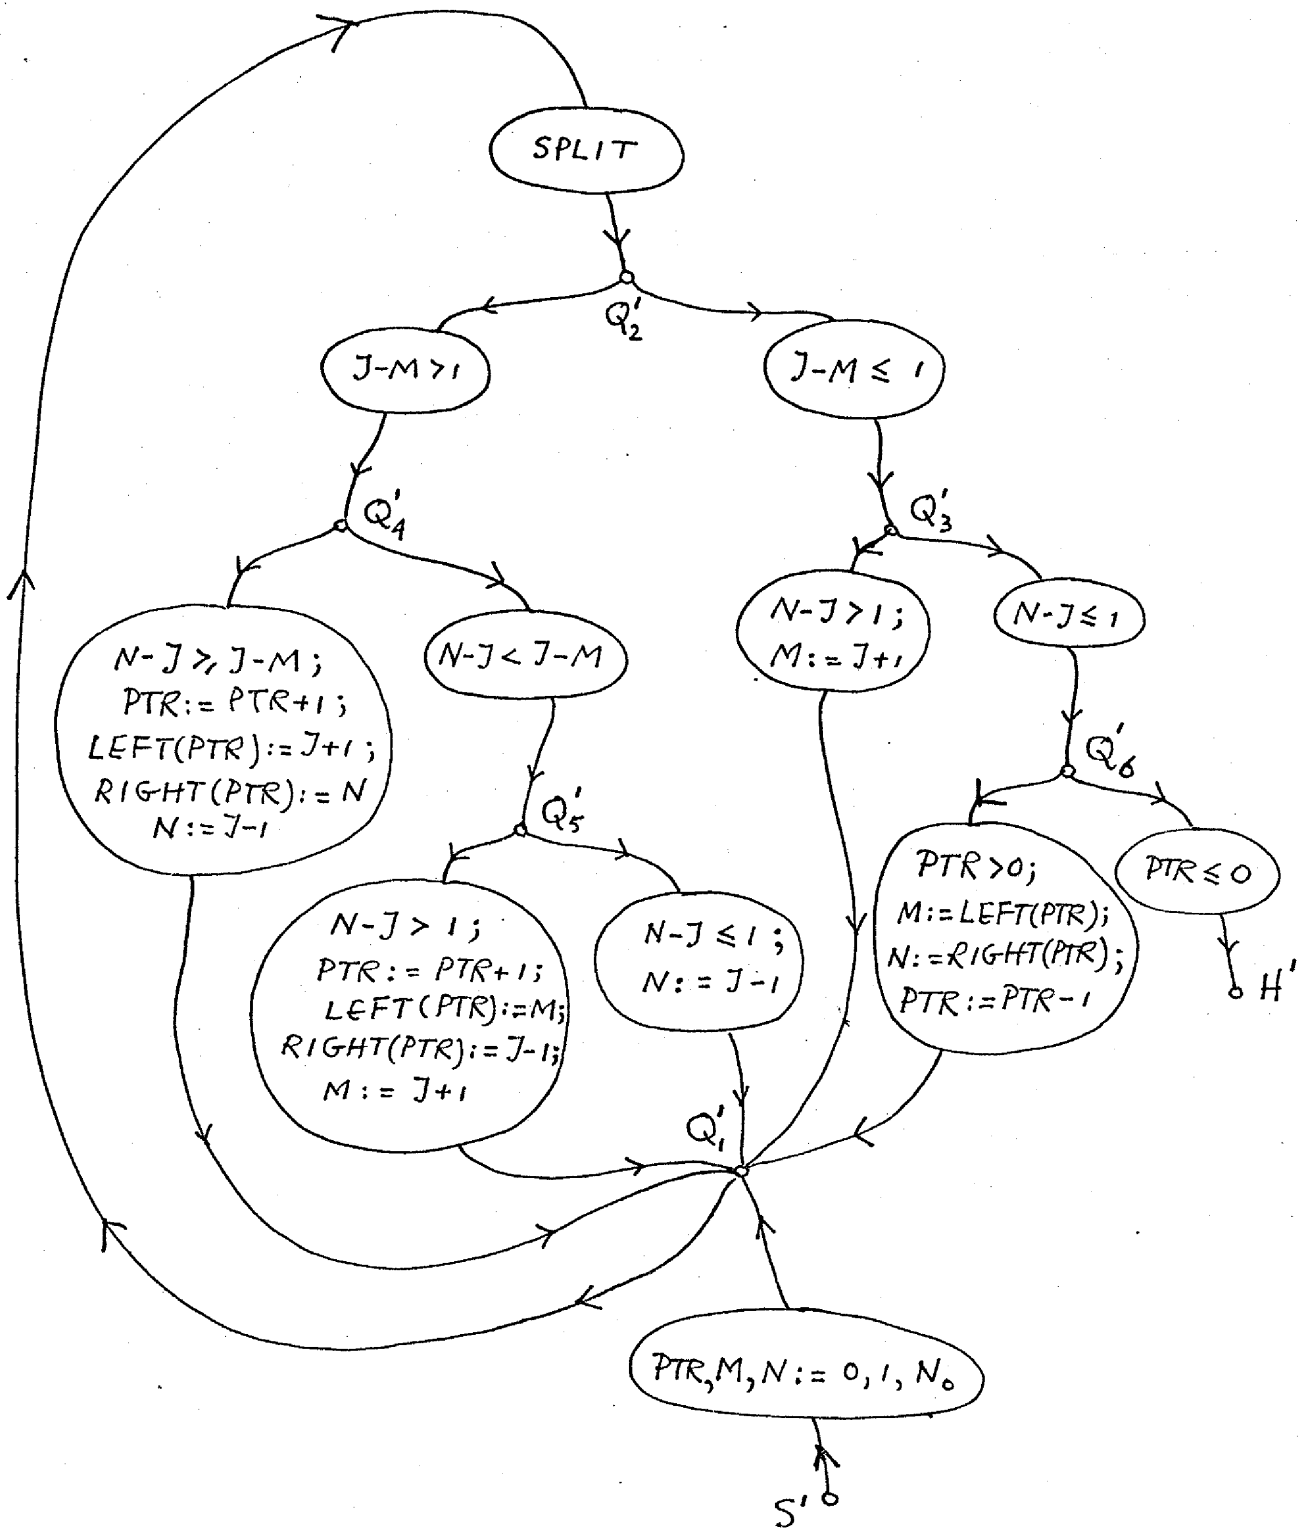 SPLIT
Q'2
J-M>1
J-M≤ 1
Q'4
Q'3
N-J≥J-M;
PTR:= PTR+1;
LEFT(PTR):=J+1;
RIGHT(PTR):=N
N:=J-1
N-J<J-M
N-J>1;
M:=J+1
N-J≤1
Q'5
Q'6
N-J>1;
PTR:=PTR+1;
LEFT(PTR):=M;
RIGHT(PTR):=J-1;
M:=J+1
N-J≤1;
N:=J-1
PTR>0;
M:=LEFT(PTR);
N:=RIGHT(PTR);
PTR:=PTR-1
PTR≤0
H'
Q'1
PTR,M,N:=0,1,N0
S'